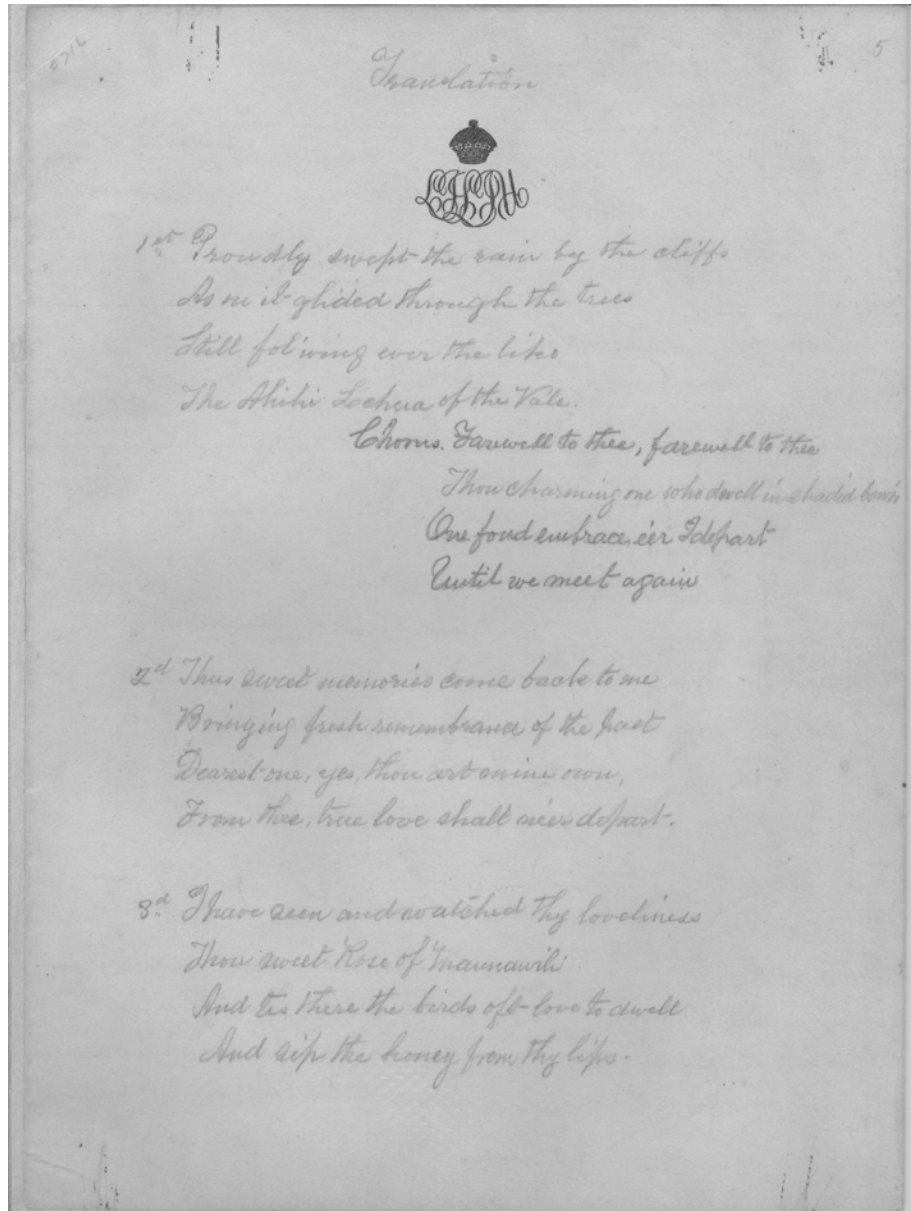 5
Translation
1st Proudly swept the rain by the cliffs
As on it glided through the trees
Still fol'wing ever the liko
The Ahihi Lehua of the Vale.
Chorus. Farewell to thee, farewell to thee
Thou charming one who dwell in shaded bow'rs
One fond embrace e'er I depart
Until we meet again
2d Thus sweet memories come back to me
Bringing fresh remembrance of the past
Dearest one, yes, thou art mine own,
From thee, true love shall ne'er depart.
3d I have seen and watched thy loveliness
Thou sweet Rose of Maunawili
And tis there the birds oft love to dwell
And sip the honey from thy lips.